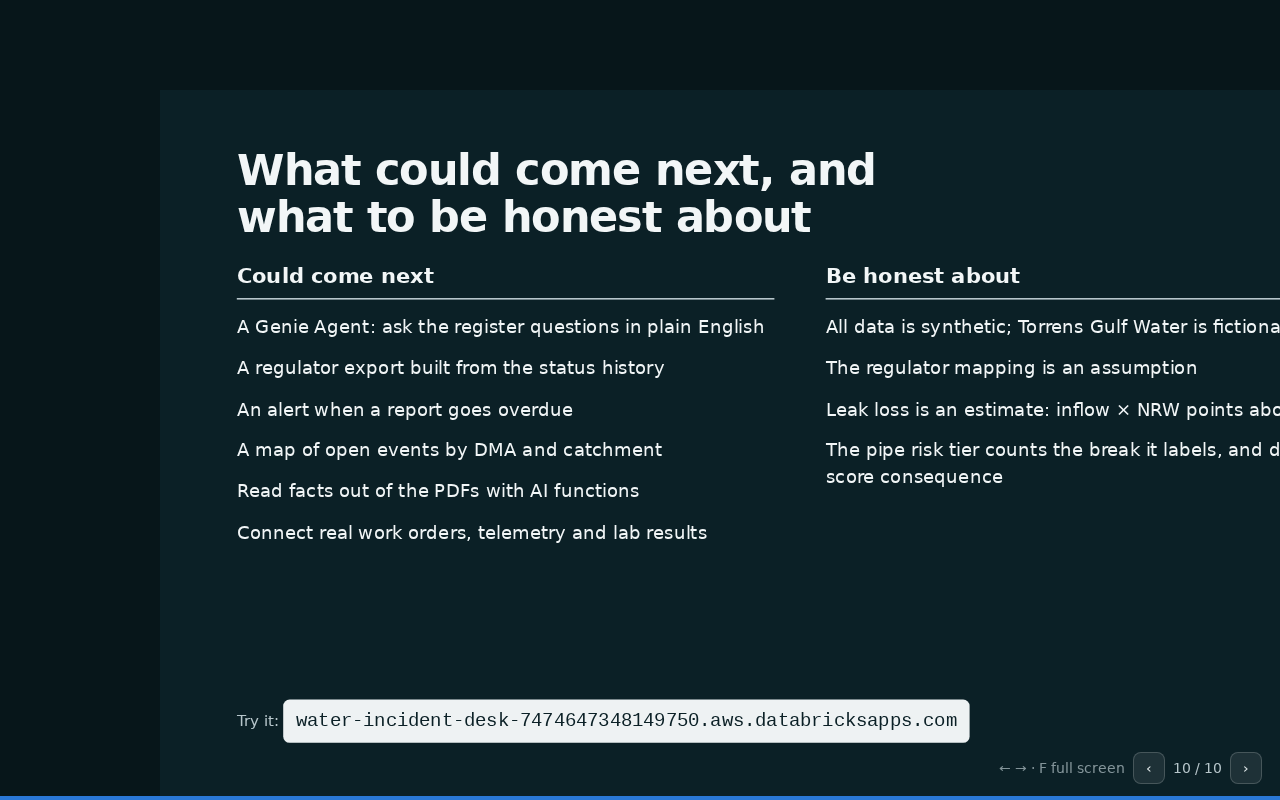 What could come next, and
what to be honest about
Could come next
A Genie Agent: ask the register questions in plain English
A regulator export built from the status history
An alert when a report goes overdue
A map of open events by DMA and catchment
Read facts out of the PDFs with AI functions
Connect real work orders, telemetry and lab results
Be honest about
All data is synthetic; Torrens Gulf Water is
The regulator mapping is an assumption
Leak loss is an estimate: inflow × NRW points
The pipe risk tier counts the break it labels, and
score consequence
Try it: water-incident-desk-7474647348149750.aws.databricksapps.com
← → · F full screen ‹ 10 / 10 ›